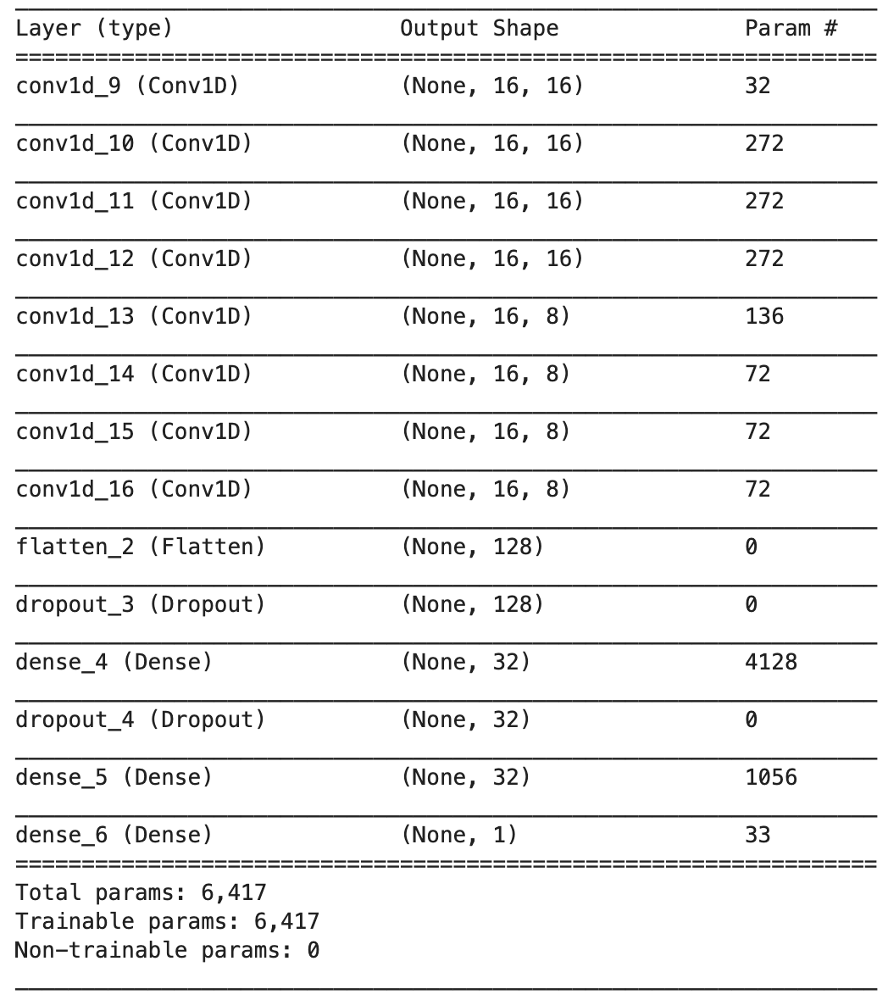 Layer (type) Output Shape Param #
=================================================================
conv1d_9 (Conv1D) (None, 16, 16) 32
conv1d_10 (Conv1D) (None, 16, 16) 272
conv1d_11 (Conv1D) (None, 16, 16) 272
conv1d_12 (Conv1D) (None, 16, 16) 272
conv1d_13 (Conv1D) (None, 16, 8) 136
conv1d_14 (Conv1D) (None, 16, 8) 72
conv1d_15 (Conv1D) (None, 16, 8) 72
conv1d_16 (Conv1D) (None, 16, 8) 72
flatten_2 (Flatten) (None, 128) 0
dropout_3 (Dropout) (None, 128) 0
dense_4 (Dense) (None, 32) 4128
dropout_4 (Dropout) (None, 32) 0
dense_5 (Dense) (None, 32) 1056
dense_6 (Dense) (None, 1) 33
=================================================================
Total params: 6,417
Trainable params: 6,417
Non-trainable params: 0